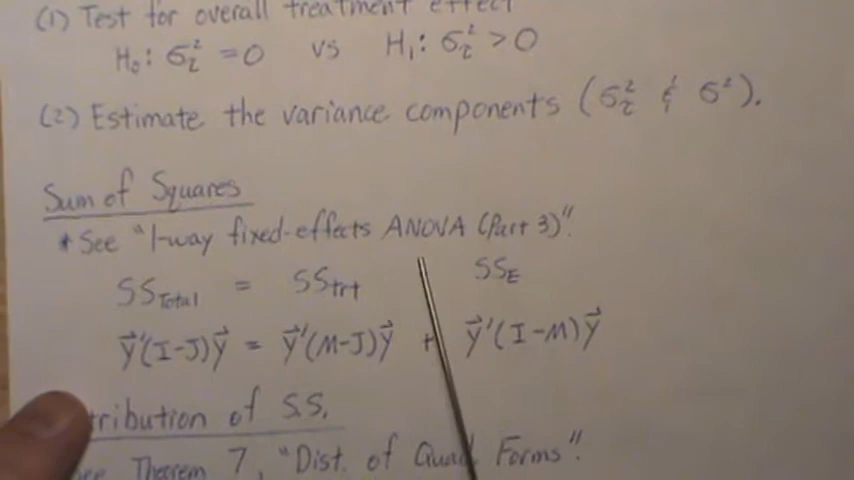 (1) Test for overall treatment effect
H₀: σ²_τ = 0 vs H₁: σ²_τ > 0
(2) Estimate the variance components (σ²_τ & σ²).
Sum of Squares
* See "1-way fixed-effects ANOVA (Part 3)".
SS_Total = SS_trt SS_E
y⃗'(I-J)y⃗ = y⃗'(M-J)y⃗ + y⃗'(I-M)y⃗
tribution of S.S.
ee Theorem 7, "Dist. of Quad Forms".